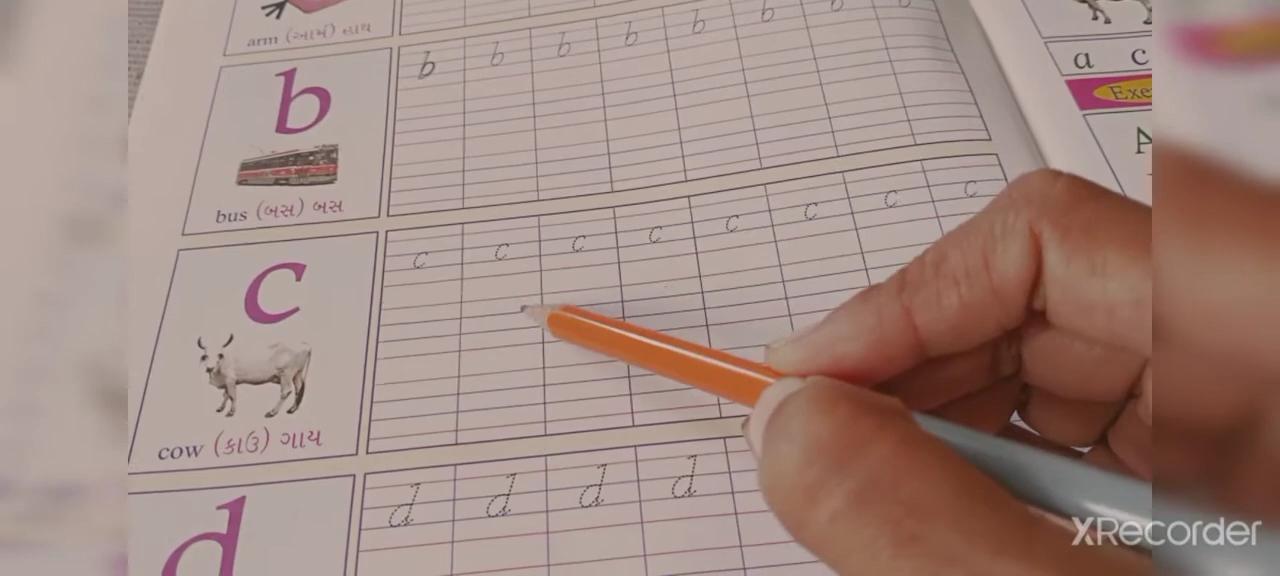 arm (આર્મ) હાથ
b b b b b b b b
b
bus (બસ) બસ
c c c c c c c c
c
cow (કાઉ) ગાય
d d d d
d
a c
Exe
A
XRecorder